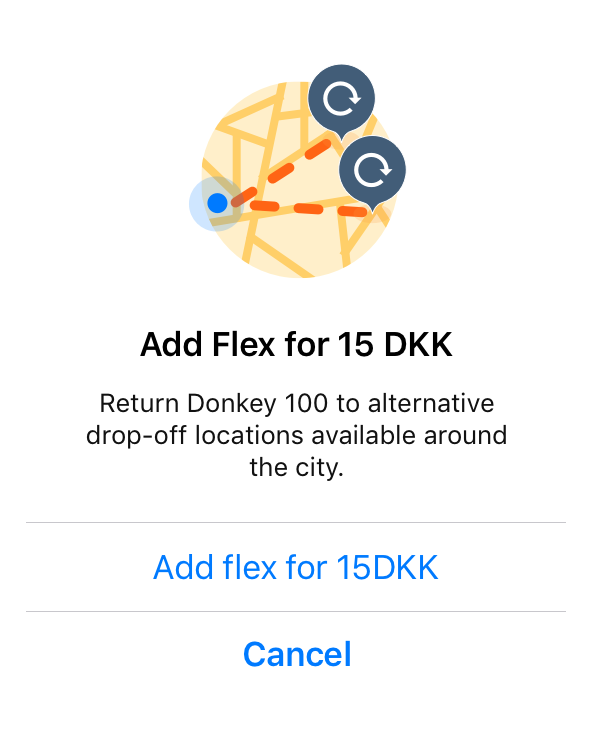 Add Flex for 15 DKK
Return Donkey 100 to alternative
drop-off locations available around
the city.
Add flex for 15DKK
Cancel